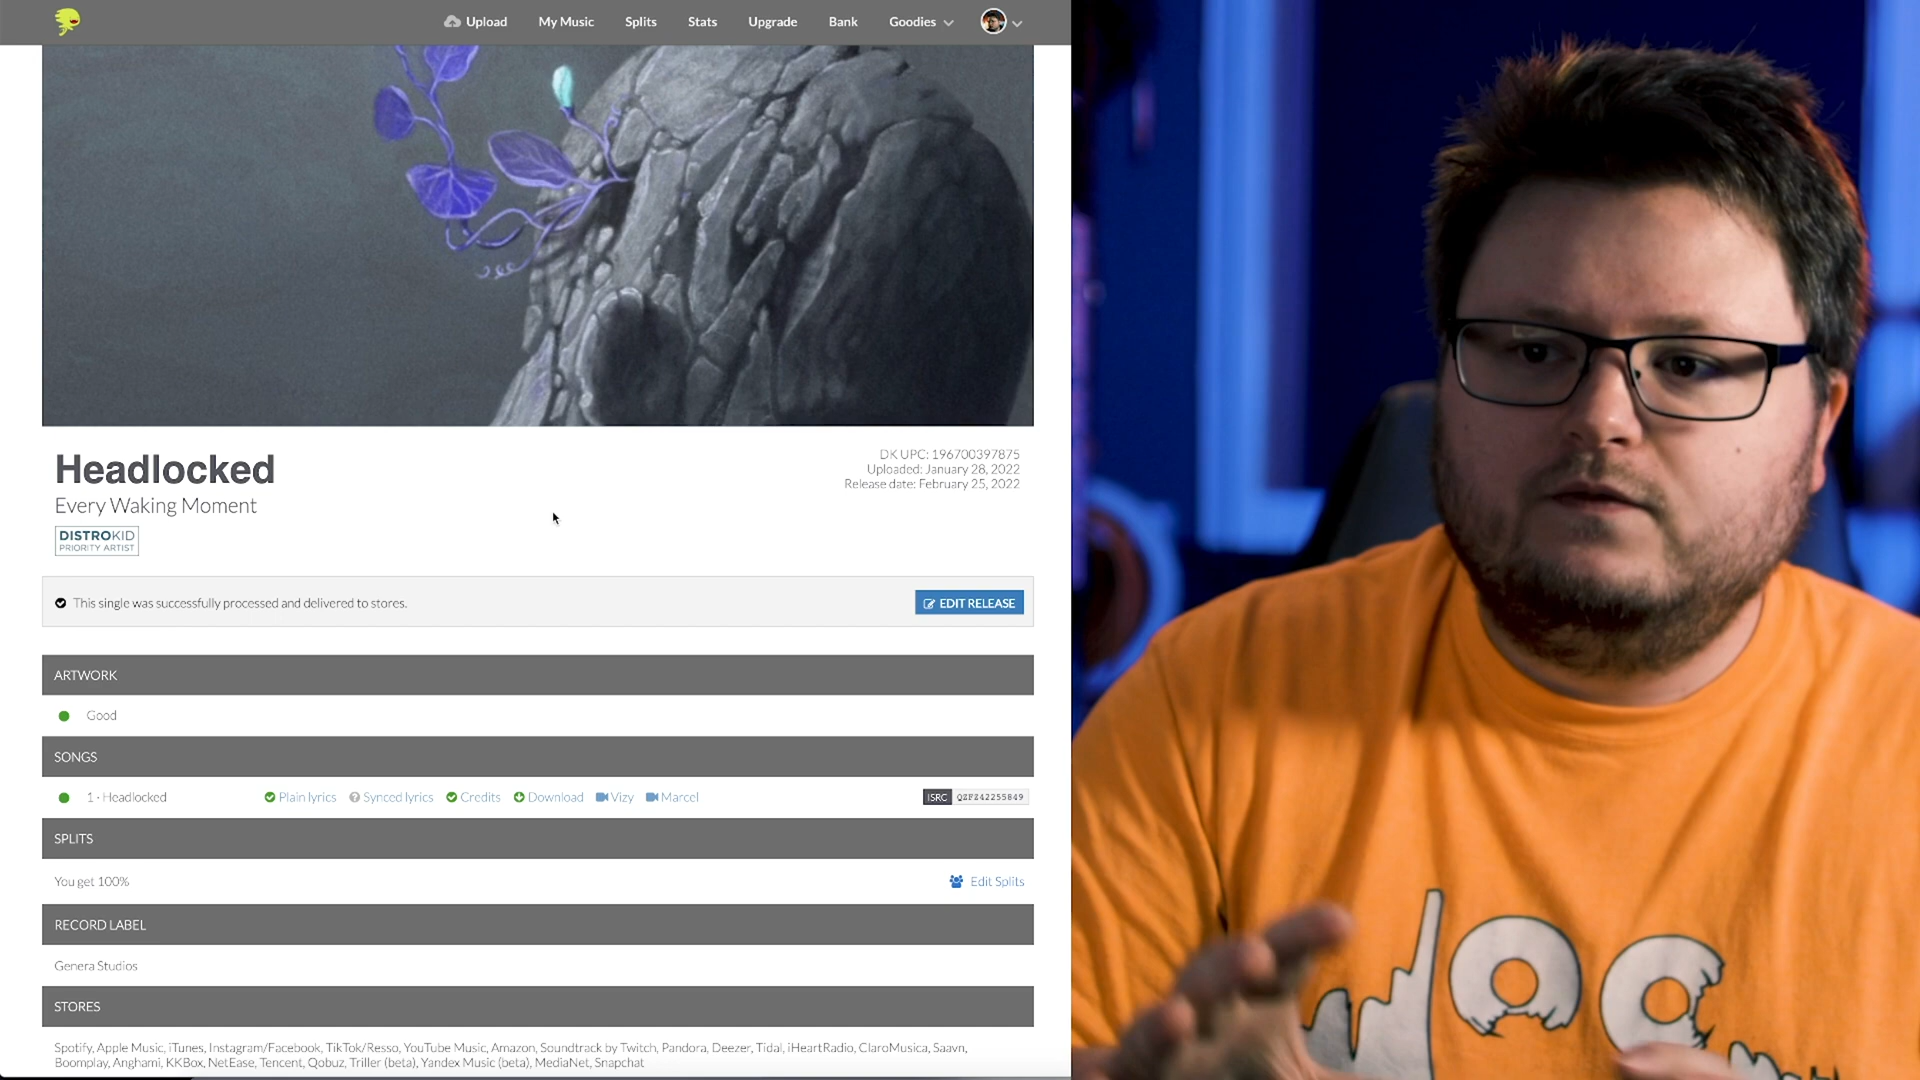 Upload My Music Splits Stats Upgrade Bank Goodies
Headlocked
Every Waking Moment
DISTROKID
PRIORITY ARTIST
DK UPC: 196700397875
Uploaded: January 28, 2022
Release date: February 25, 2022
This single was successfully processed and delivered to stores.
EDIT RELEASE
ARTWORK
Good
SONGS
1 · Headlocked Plain lyrics Synced lyrics Credits Download Vizy Marcel ISRC QZFZ42255849
SPLITS
You get 100% Edit Splits
RECORD LABEL
Genera Studios
STORES
Spotify, Apple Music, iTunes, Instagram/Facebook, TikTok/Resso, YouTube Music, Amazon, Soundtrack by Twitch, Pandora, Deezer, Tidal, iHeartRadio, ClaroMusica, Saavn,
Boomplay, Anghami, KKBox, NetEase, Tencent, Qobuz, Triller (beta), Yandex Music (beta), MediaNet, Snapchat